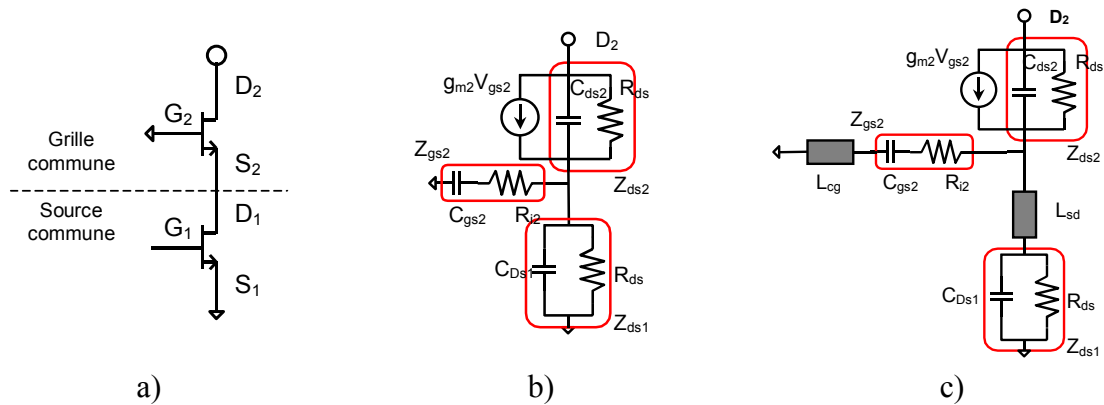 D2
G2
Grille
commune
S2
Source
commune
D1
G1
S1
a)
D2
gm2Vgs2
Cds2
Rds
Zgs2
Zds2
Cgs2
Ri2
CDs1
Rds
Zds1
b)
D2
gm2Vgs2
Cds2
Rds
Zgs2
Zds2
Lcg
Cgs2
Ri2
Lsd
CDs1
Rds
Zds1
c)